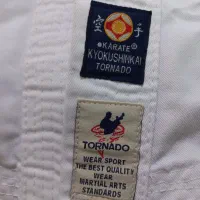 空 手
KARATE
KYOKUSHINKAI
TORNADO
TORNADO
WEAR SPORT
THE BEST QUALITY
WEAR
MARTIAL ARTS
STANDARDS